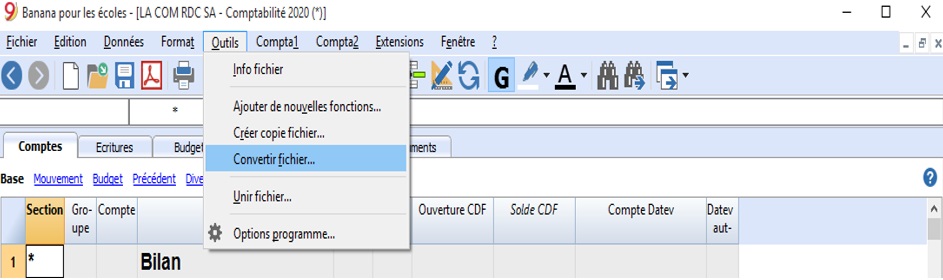 Banana pour les écoles - [LA COM RDC SA - Comptabilité 2020 (*)]
Fichier Edition Données Format Outils Compta1 Compta2 Extensions Fenêtre ?
Info fichier
G A
Ajouter de nouvelles fonctions...
*
Créer copie fichier...
Comptes Ecritures Budget ments
Convertir fichier...
Base Mouvement Budget Précédent Dive
Unir fichier...
Section Gro-upe Compte Ouverture CDF Solde CDF Compte Datev Datev aut-
Options programme...
1 * Bilan